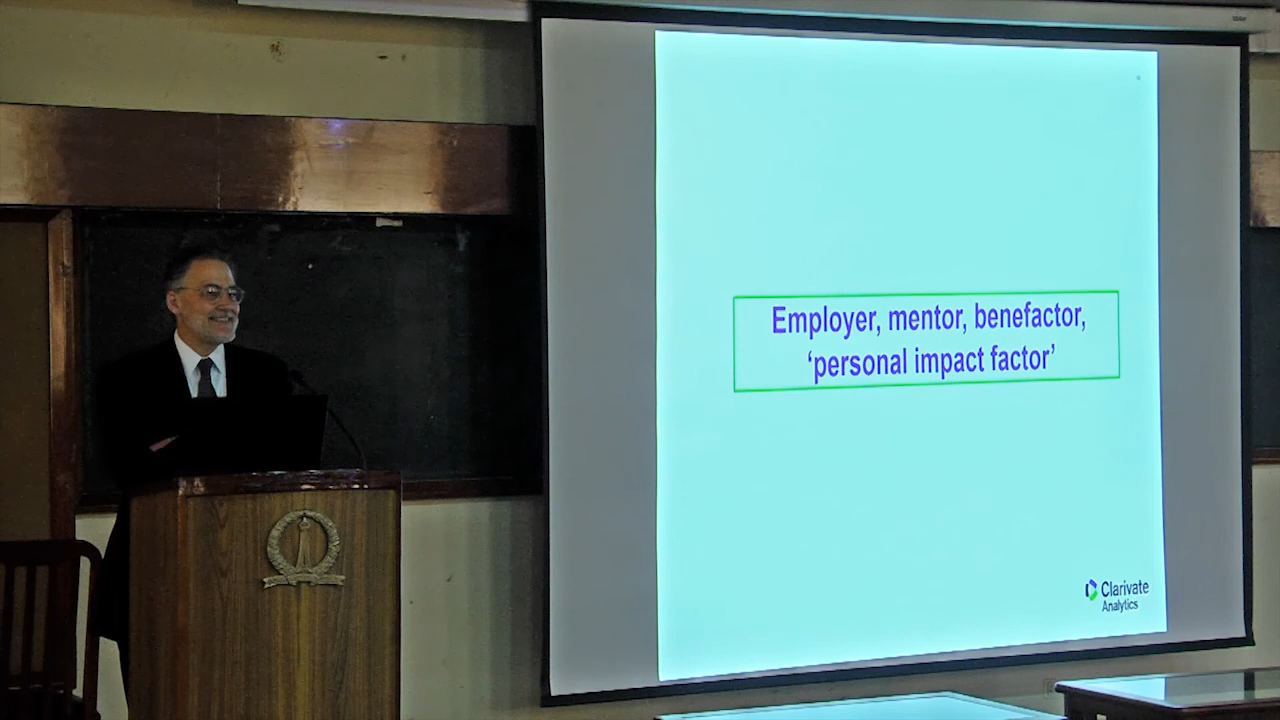 Employer, mentor, benefactor,
‘personal impact factor’
Clarivate
Analytics